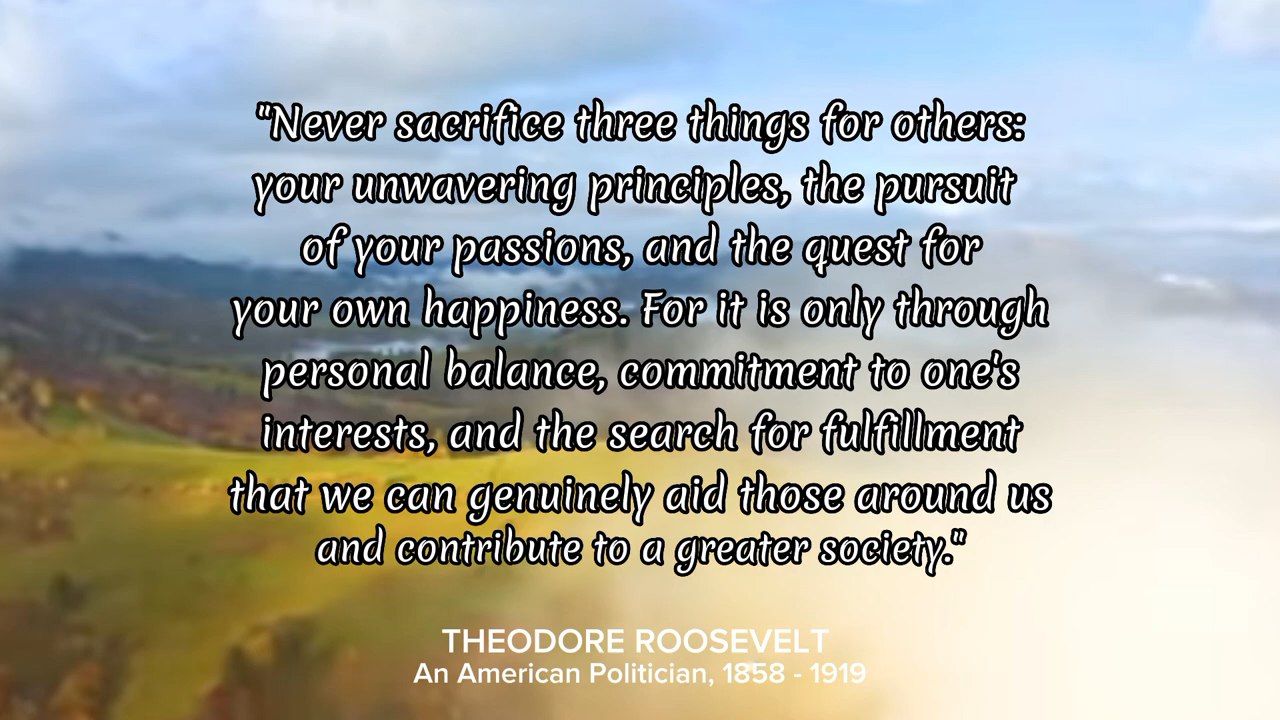 "Never sacrifice three things for others:
your unwavering principles, the pursuit
of your passions, and the quest for
your own happiness. For it is only through
personal balance, commitment to one's
interests, and the search for fulfillment
that we can genuinely aid those around us
and contribute to a greater society."
THEODORE ROOSEVELT
An American Politician, 1858 - 1919